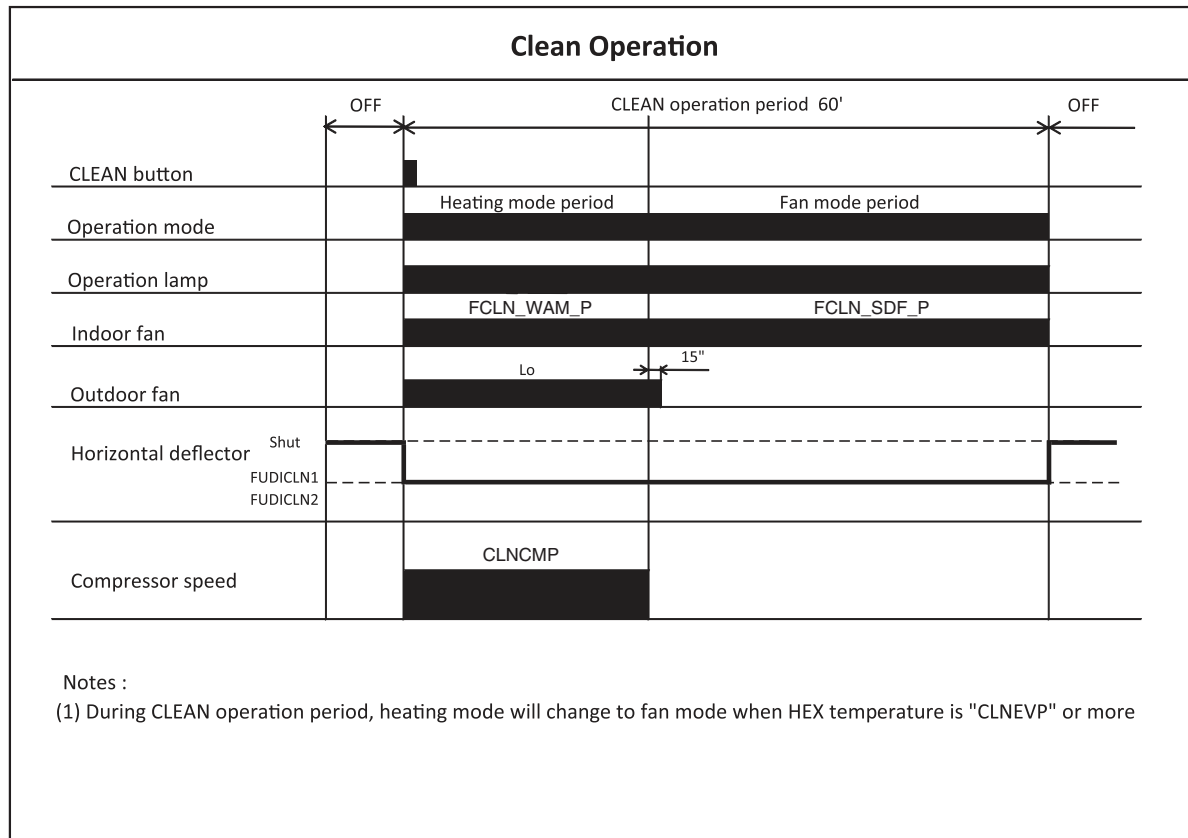 Clean Operation
OFF CLEAN operation period 60' OFF
CLEAN button
Heating mode period Fan mode period
Operation mode
Operation lamp
FCLN_WAM_P FCLN_SDF_P
Indoor fan
Lo 15"
Outdoor fan
Shut
Horizontal deflector
FUDICLN1
FUDICLN2
CLNCMP
Compressor speed
Notes :
(1) During CLEAN operation period, heating mode will change to fan mode when HEX temperature is "CLNEVP" or more